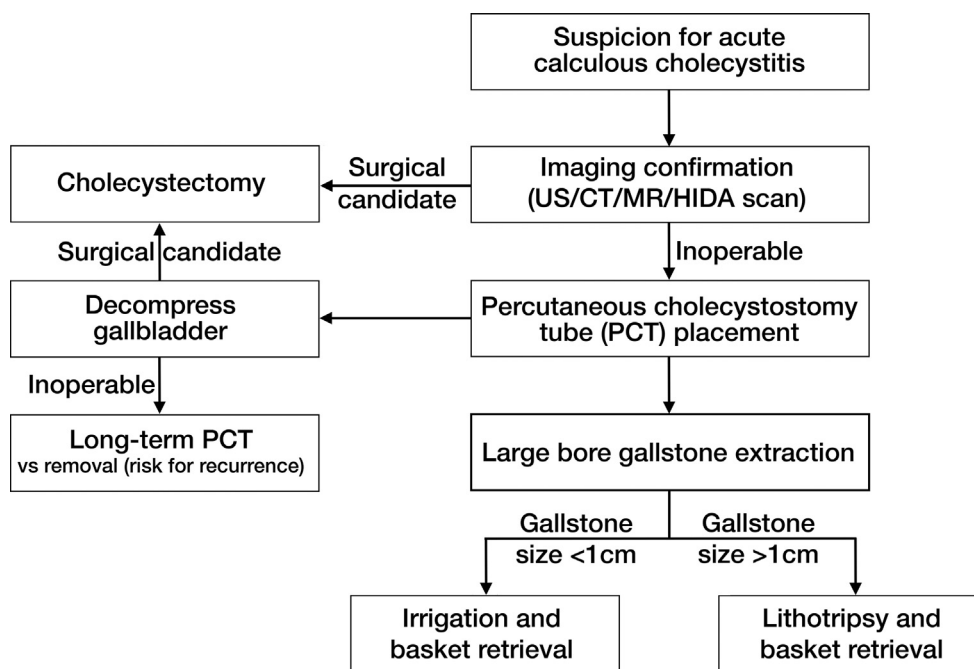 Suspicion for acute
calculous cholecystitis
Cholecystectomy
Surgical
candidate
Imaging confirmation
(US/CT/MR/HIDA scan)
Surgical candidate
Inoperable
Decompress
gallbladder
Percutaneous cholecystostomy
tube (PCT) placement
Inoperable
Long-term PCT
vs removal (risk for recurrence)
Large bore gallstone extraction
Gallstone
size <1cm
Gallstone
size >1cm
Irrigation and
basket retrieval
Lithotripsy and
basket retrieval